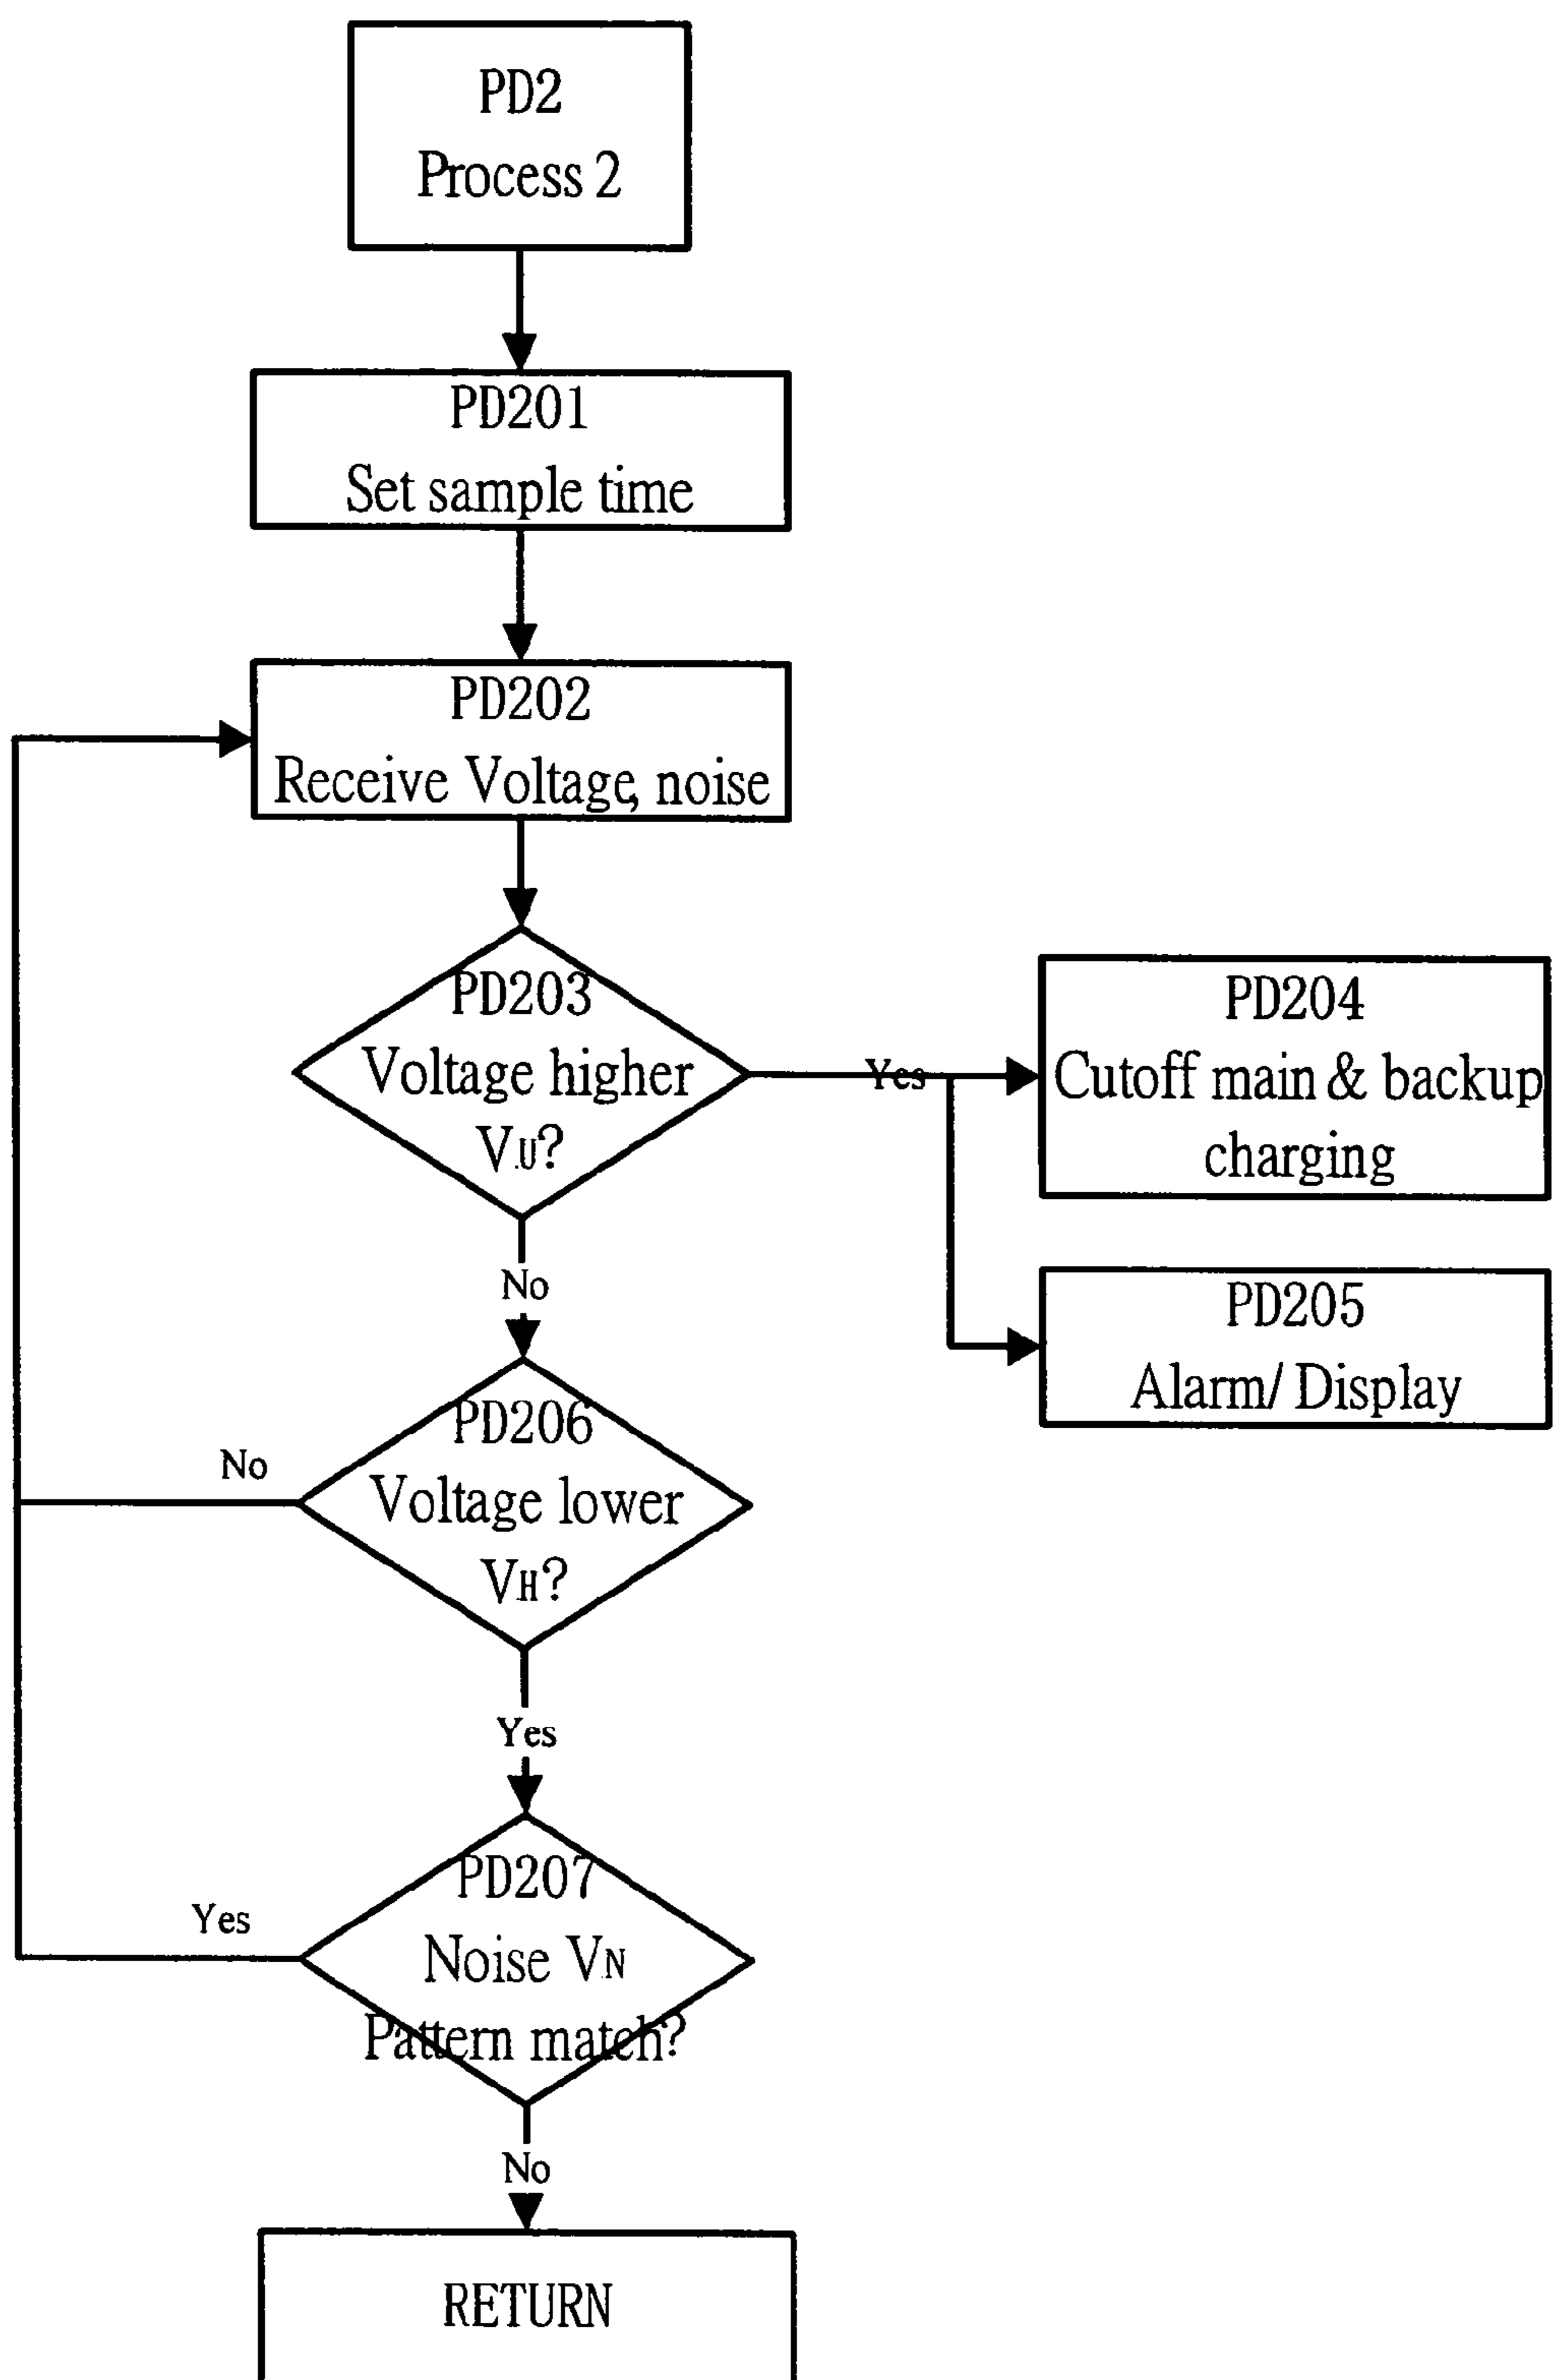 PD2
Process 2
PD201
Set sample time
PD202
Receive Voltage, noise
PD203
Voltage higher
VU?
Yes
PD204
Cutoff main & backup
charging
No
PD205
Alarm/ Display
PD206
Voltage lower
VH?
No
Yes
PD207
Noise VN
Pattern match?
Yes
No
RETURN